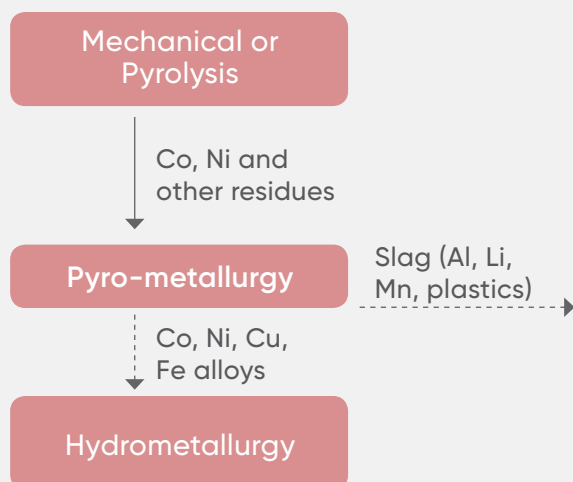 Mechanical or
Pyrolysis
Co, Ni and
other residues
Pyro-metallurgy
Slag (Al, Li,
Mn, plastics)
Co, Ni, Cu,
Fe alloys
Hydrometallurgy